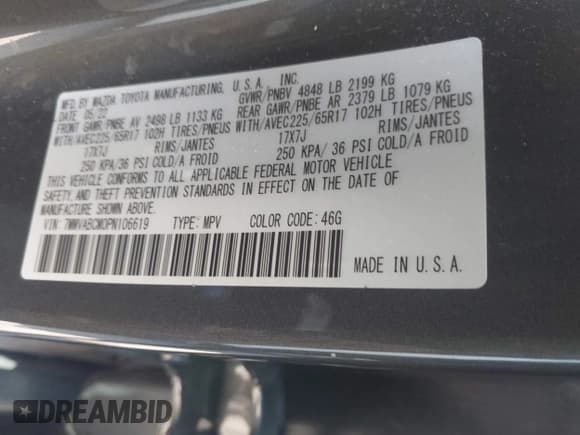 MFD. BY MAZDA TOYOTA MANUFACTURING, U.S.A. INC.
DATE 05/22 GVWR/PNBV 4848 LB 2199 KG
FRONT GAWR/PNBE AV 2498 LB 1133 KG REAR GAWR/PNBE AR 2379 LB 1079 KG
WITH/AVEC225/65R17 102H TIRES/PNEUS WITH/AVEC225/65R17 102H TIRES/PNEUS
17X7J RIMS/JANTES 17X7J RIMS/JANTES
250 KPA/36 PSI COLD/A FROID 250 KPA/ 36 PSI COLD/A FROID
THIS VEHICLE CONFORMS TO ALL APPLICABLE FEDERAL MOTOR VEHICLE
SAFETY, AND THEFT PREVENTION STANDARDS IN EFFECT ON THE DATE OF
MANUFACTURE SHOWN ABOVE.
VIN: 7MMVABCM0PN106619 TYPE: MPV COLOR CODE: 46G
MADE IN U.S.A.
DREAMBID